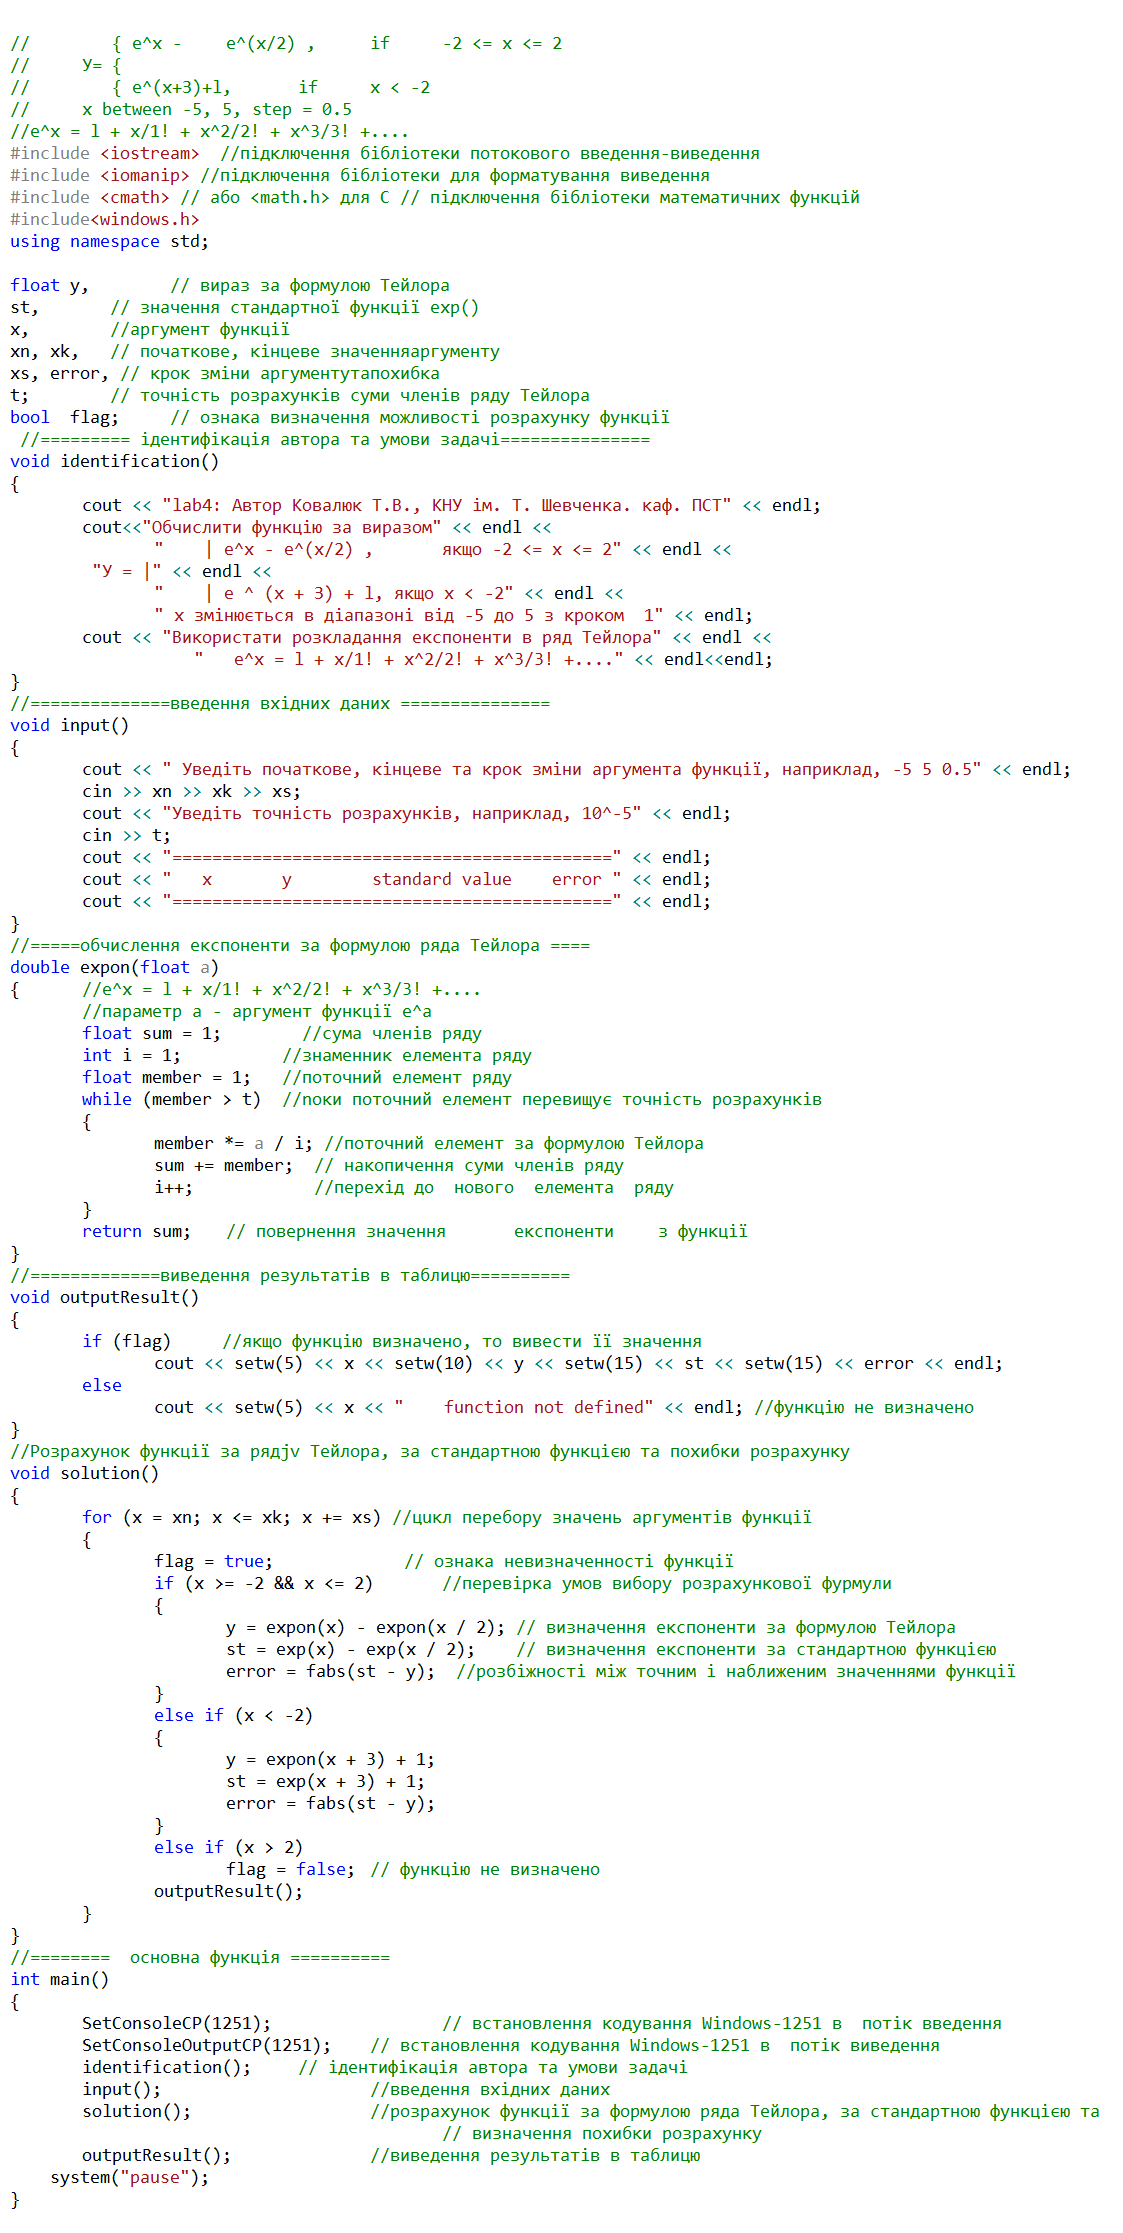 //        { e^x -    e^(x/2) ,     if     -2 <= x <= 2
//     У= {
//        { e^(x+3)+l,      if     x < -2
//     x between -5, 5, step = 0.5
//e^x = l + x/1! + x^2/2! + x^3/3! +....
#include <iostream>  //підключення бібліотеки потокового введення-виведення
#include <iomanip> //підключення бібліотеки для форматування виведення
#include <cmath> // або <math.h> для С // підключення бібліотеки математичних функцій
#include<windows.h>
using namespace std;
float y,        // вираз за формулою Тейлора
st,       // значення стандартної функції exp()
x,        //аргумент функції
xn, xk,   // початкове, кінцеве значенняаргументу
xs, error, // крок зміни аргументутапохибка
t;        // точність розрахунків суми членів ряду Тейлора
bool  flag;     // ознака визначення можливості розрахунку функції
//========= ідентифікація автора та умови задачі===============
void identification()
{
cout << "lab4: Автор Ковалюк Т.В., КНУ ім. Т. Шевченка. каф. ПСТ" << endl;
cout<<"Обчислити функцію за виразом" << endl <<
"    | e^x - e^(x/2) ,       якщо -2 <= x <= 2" << endl <<
"У = |" << endl <<
"    | e ^ (x + 3) + l, якщо x < -2" << endl <<
" x змінюється в діапазоні від -5 до 5 з кроком  1" << endl;
cout << "Використати розкладання експоненти в ряд Тейлора" << endl <<
"   e^x = l + x/1! + x^2/2! + x^3/3! +...." << endl<<endl;
}
//==============введення вхідних даних ===============
void input()
{
cout << " Уведіть початкове, кінцеве та крок зміни аргумента функції, наприклад, -5 5 0.5" << endl;
cin >> xn >> xk >> xs;
cout << "Уведіть точність розрахунків, наприклад, 10^-5" << endl;
cin >> t;
cout << "============================================" << endl;
cout << "   x       y        standard value    error " << endl;
cout << "============================================" << endl;
}
//=====обчислення експоненти за формулою ряда Тейлора ====
double expon(float a)
{      //e^x = l + x/1! + x^2/2! + x^3/3! +....
//параметр а - аргумент функції е^а
float sum = 1;        //сума членів ряду
int i = 1;          //знаменник елемента ряду
float member = 1;   //поточний елемент ряду
while (member > t)  //поки поточний елемент перевищує точність розрахунків
{
member *= a / i; //поточний елемент за формулою Тейлора
sum += member;  // накопичення суми членів ряду
i++;            //перехід до  нового  елемента  ряду
}
return sum;   // повернення значення       експоненти    з функції
}
//=============виведення результатів в таблицю==========
void outputResult()
{
if (flag)     //якщо функцію визначено, то вивести її значення
cout << setw(5) << x << setw(10) << y << setw(15) << st << setw(15) << error << endl;
else
cout << setw(5) << x << "    function not defined" << endl; //функцію не визначено
}
//Розрахунок функції за рядjv Тейлора, за стандартною функцією та похибки розрахунку
void solution()
{
for (x = xn; x <= xk; x += xs) //цикл перебору значень аргументів функції
{
flag = true;             // ознака невизначенності функції
if (x >= -2 && x <= 2)       //перевірка умов вибору розрахункової фурмули
{
y = expon(x) - expon(x / 2); // визначення експоненти за формулою Тейлора
st = exp(x) - exp(x / 2);    // визначення експоненти за стандартною функцією
error = fabs(st - y);  //розбіжності між точним і наближеним значеннями функції
}
else if (x < -2)
{
y = expon(x + 3) + 1;
st = exp(x + 3) + 1;
error = fabs(st - y);
}
else if (x > 2)
flag = false;  // функцію не визначено
outputResult();
}
}
//========  основна функція ==========
int main()
{
SetConsoleCP(1251);                 // встановлення кодування Windows-1251 в  потік введення
SetConsoleOutputCP(1251);    // встановлення кодування Windows-1251 в  потік виведення
identification();     // ідентифікація автора та умови задачі
input();                     //введення вхідних даних
solution();                  //розрахунок функції за формулою ряда Тейлора, за стандартною функцією та
// визначення похибки розрахунку
outputResult();              //виведення результатів в таблицю
system("pause");
}